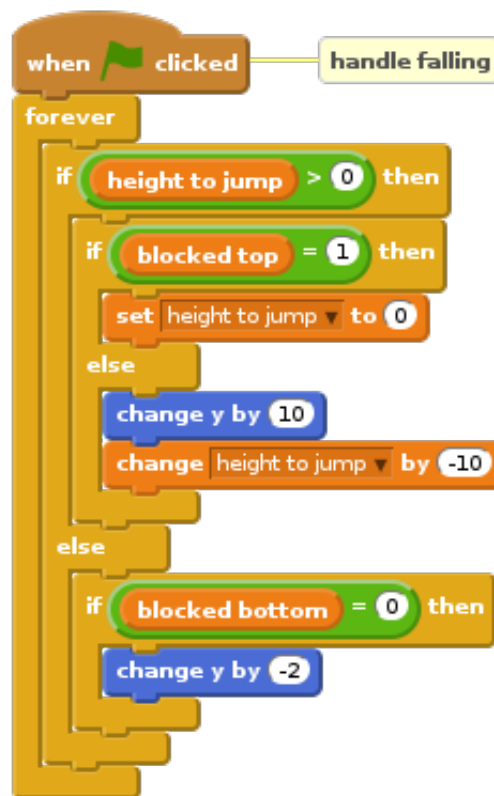 when clicked
handle falling
forever
if height to jump > 0 then
if blocked top = 1 then
set height to jump to 0
else
change y by 10
change height to jump by -10
else
if blocked bottom = 0 then
change y by -2